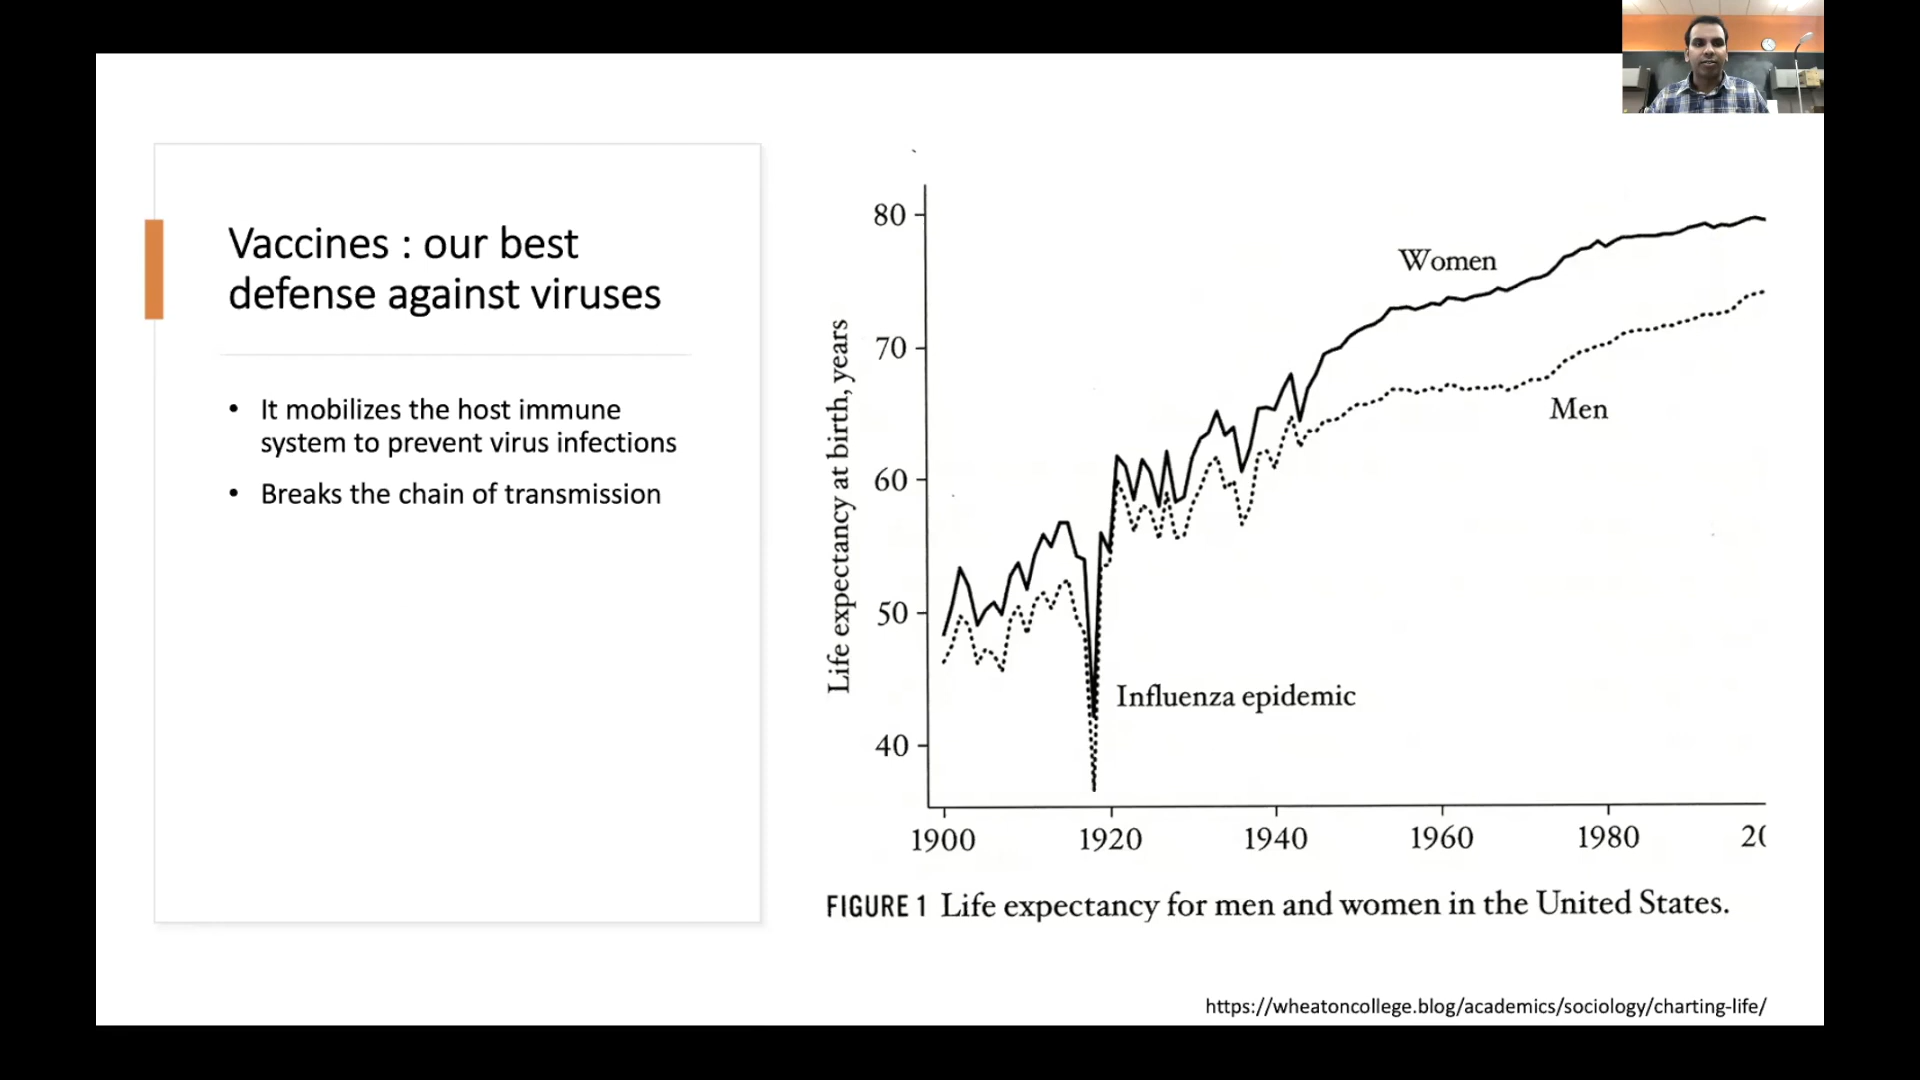 Vaccines : our best
defense against viruses
• It mobilizes the host immune
system to prevent virus infections
• Breaks the chain of transmission
Life expectancy at birth, years
80
70
60
50
40
Women
Men
Influenza epidemic
1900 1920 1940 1960 1980 20
FIGURE 1 Life expectancy for men and women in the United States.
https://wheatoncollege.blog/academics/sociology/charting-life/